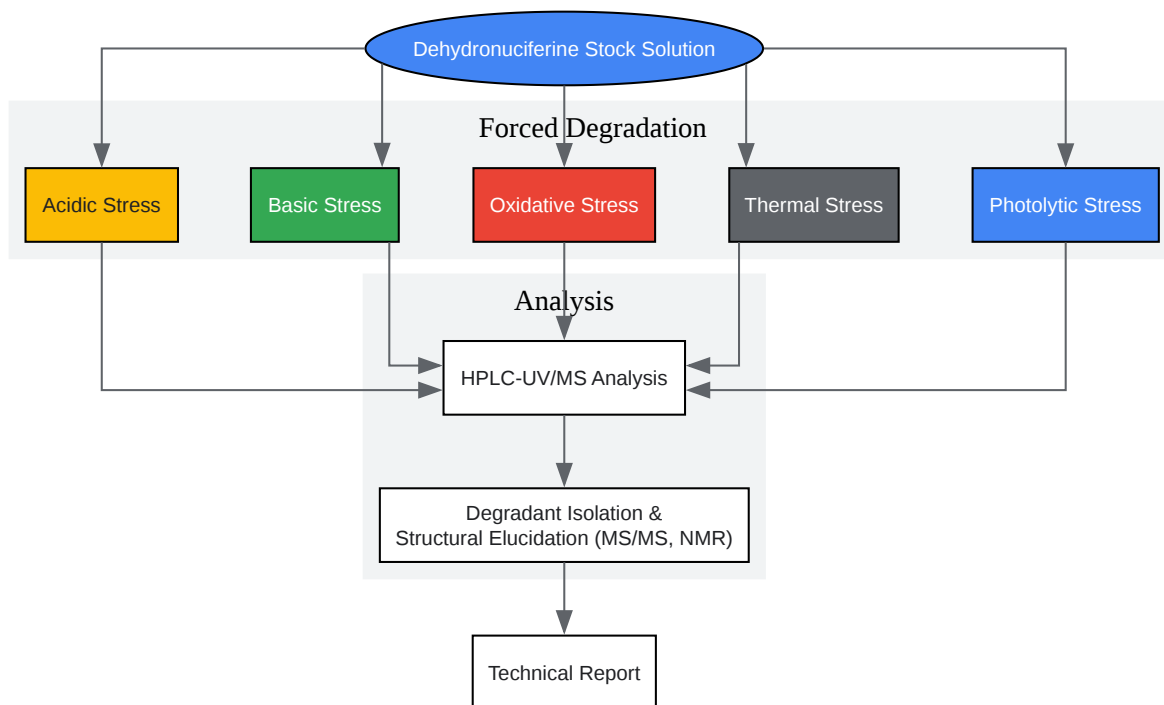 Dehydronuciferine Stock Solution
Forced Degradation
Acidic Stress
Basic Stress
Oxidative Stress
Thermal Stress
Photolytic Stress
Analysis
HPLC-UV/MS Analysis
Degradant Isolation &
Structural Elucidation (MS/MS, NMR)
Technical Report